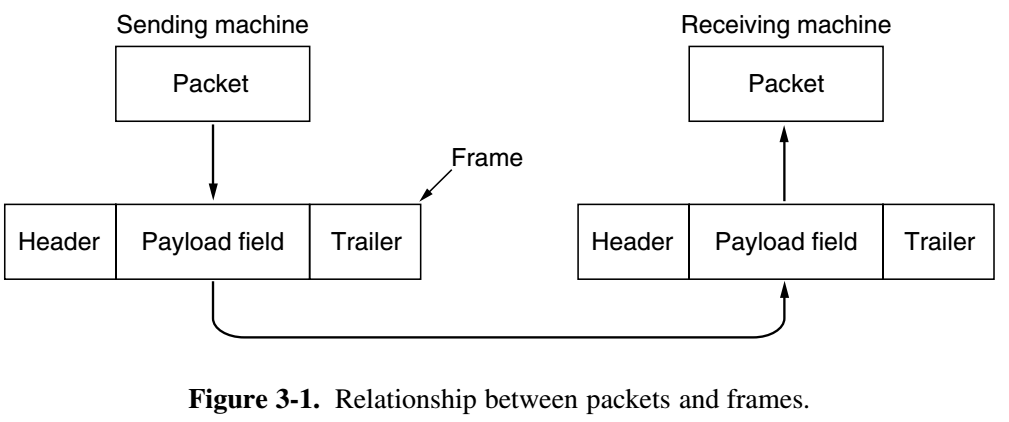 Sending machine
Receiving machine
Packet
Packet
Frame
Header
Payload field
Trailer
Header
Payload field
Trailer
Figure 3-1. Relationship between packets and frames.